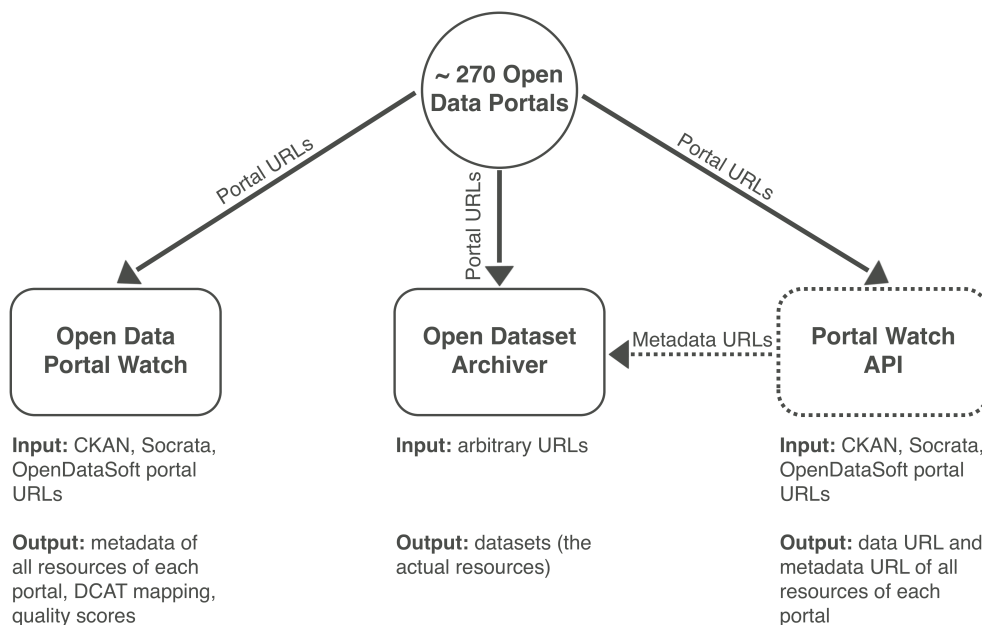 ~ 270 Open
Data Portals
Portal URLs
Portal URLs
Portal URLs
Open Data
Portal Watch
Open Dataset
Archiver
Metadata URLs
Portal Watch
API
Input: CKAN, Socrata,
OpenDataSoft portal
URLs
Output: metadata of
all resources of each
portal, DCAT mapping,
quality scores
Input: arbitrary URLs
Output: datasets (the
actual resources)
Input: CKAN, Socrata,
OpenDataSoft portal
URLs
Output: data URL and
metadata URL of all
resources of each
portal